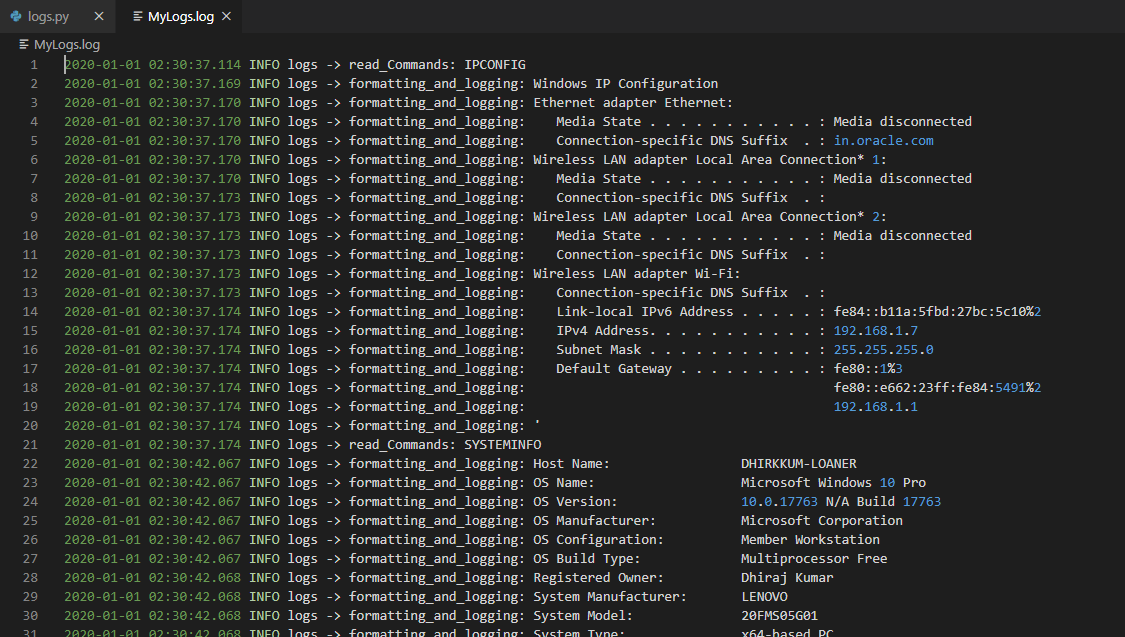 logs.py MyLogs.log
MyLogs.log
1 2020-01-01 02:30:37.114 INFO logs -> read_Commands: IPCONFIG
2 2020-01-01 02:30:37.169 INFO logs -> formatting_and_logging: Windows IP Configuration
3 2020-01-01 02:30:37.170 INFO logs -> formatting_and_logging: Ethernet adapter Ethernet:
4 2020-01-01 02:30:37.170 INFO logs -> formatting_and_logging:    Media State . . . . . . . . . . . : Media disconnected
5 2020-01-01 02:30:37.170 INFO logs -> formatting_and_logging:    Connection-specific DNS Suffix  . : in.oracle.com
6 2020-01-01 02:30:37.170 INFO logs -> formatting_and_logging: Wireless LAN adapter Local Area Connection* 1:
7 2020-01-01 02:30:37.170 INFO logs -> formatting_and_logging:    Media State . . . . . . . . . . . : Media disconnected
8 2020-01-01 02:30:37.173 INFO logs -> formatting_and_logging:    Connection-specific DNS Suffix  . :
9 2020-01-01 02:30:37.173 INFO logs -> formatting_and_logging: Wireless LAN adapter Local Area Connection* 2:
10 2020-01-01 02:30:37.173 INFO logs -> formatting_and_logging:    Media State . . . . . . . . . . . : Media disconnected
11 2020-01-01 02:30:37.173 INFO logs -> formatting_and_logging:    Connection-specific DNS Suffix  . :
12 2020-01-01 02:30:37.173 INFO logs -> formatting_and_logging: Wireless LAN adapter Wi-Fi:
13 2020-01-01 02:30:37.173 INFO logs -> formatting_and_logging:    Connection-specific DNS Suffix  . :
14 2020-01-01 02:30:37.174 INFO logs -> formatting_and_logging:    Link-local IPv6 Address . . . . . : fe84::b11a:5fbd:27bc:5c10%2
15 2020-01-01 02:30:37.174 INFO logs -> formatting_and_logging:    IPv4 Address. . . . . . . . . . . : 192.168.1.7
16 2020-01-01 02:30:37.174 INFO logs -> formatting_and_logging:    Subnet Mask . . . . . . . . . . . : 255.255.255.0
17 2020-01-01 02:30:37.174 INFO logs -> formatting_and_logging:    Default Gateway . . . . . . . . . : fe80::1%3
18 2020-01-01 02:30:37.174 INFO logs -> formatting_and_logging:                                        fe80::e662:23ff:fe84:5491%2
19 2020-01-01 02:30:37.174 INFO logs -> formatting_and_logging:                                        192.168.1.1
20 2020-01-01 02:30:37.174 INFO logs -> formatting_and_logging: '
21 2020-01-01 02:30:37.174 INFO logs -> read_Commands: SYSTEMINFO
22 2020-01-01 02:30:42.067 INFO logs -> formatting_and_logging: Host Name:                 DHIRKKUM-LOANER
23 2020-01-01 02:30:42.067 INFO logs -> formatting_and_logging: OS Name:                   Microsoft Windows 10 Pro
24 2020-01-01 02:30:42.067 INFO logs -> formatting_and_logging: OS Version:                10.0.17763 N/A Build 17763
25 2020-01-01 02:30:42.067 INFO logs -> formatting_and_logging: OS Manufacturer:           Microsoft Corporation
26 2020-01-01 02:30:42.067 INFO logs -> formatting_and_logging: OS Configuration:          Member Workstation
27 2020-01-01 02:30:42.067 INFO logs -> formatting_and_logging: OS Build Type:             Multiprocessor Free
28 2020-01-01 02:30:42.068 INFO logs -> formatting_and_logging: Registered Owner:          Dhiraj Kumar
29 2020-01-01 02:30:42.068 INFO logs -> formatting_and_logging: System Manufacturer:       LENOVO
30 2020-01-01 02:30:42.068 INFO logs -> formatting_and_logging: System Model:              20FMS05G01
31 2020-01-01 02:30:42.068 INFO logs -> formatting_and_logging: System Type:               x64-based PC